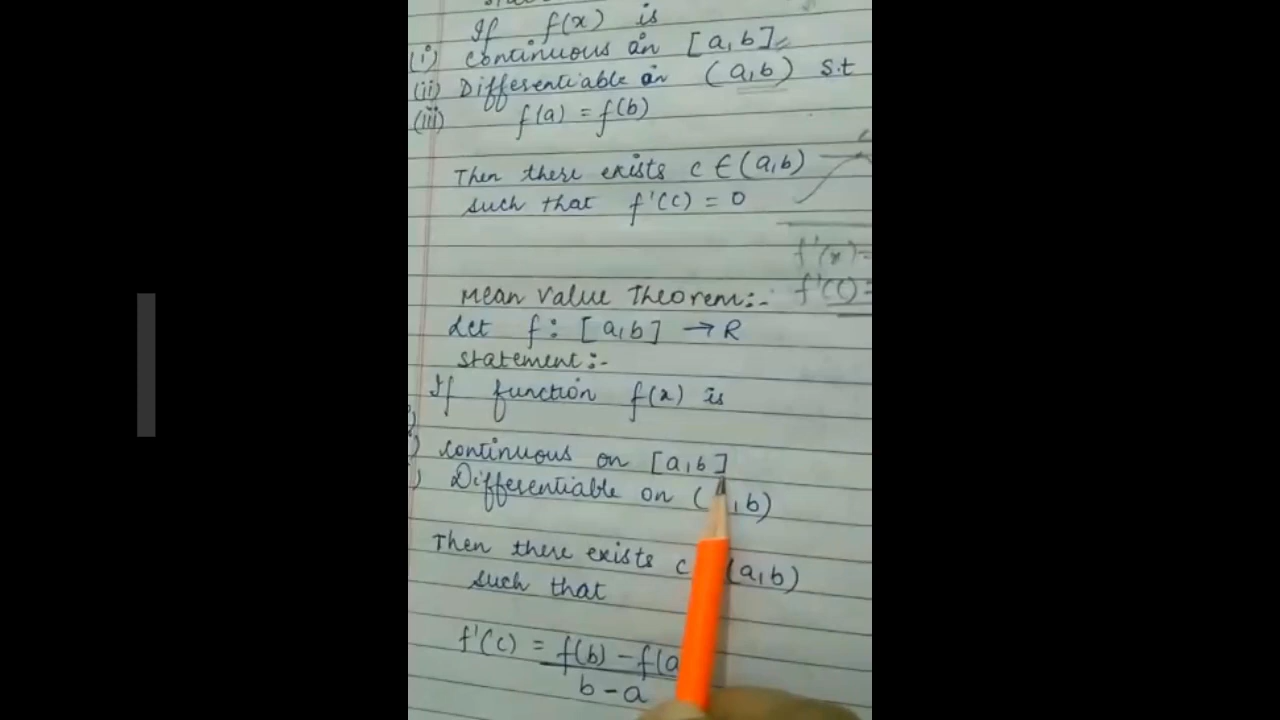 If f(x) is
(i) continuous on [a,b]
(ii) Differentiable on (a,b) s.t
(iii) f(a) = f(b)
Then there exists c ∈ (a,b)
such that f'(c) = 0
f'(x)=
f'(c)=
Mean Value Theorem:-
Let f: [a,b] → R
Statement:-
If function f(x) is
) continuous on [a,b]
) Differentiable on ( ,b)
Then there exists c (a,b)
such that
f'(c) = f(b) - f(a
b-a